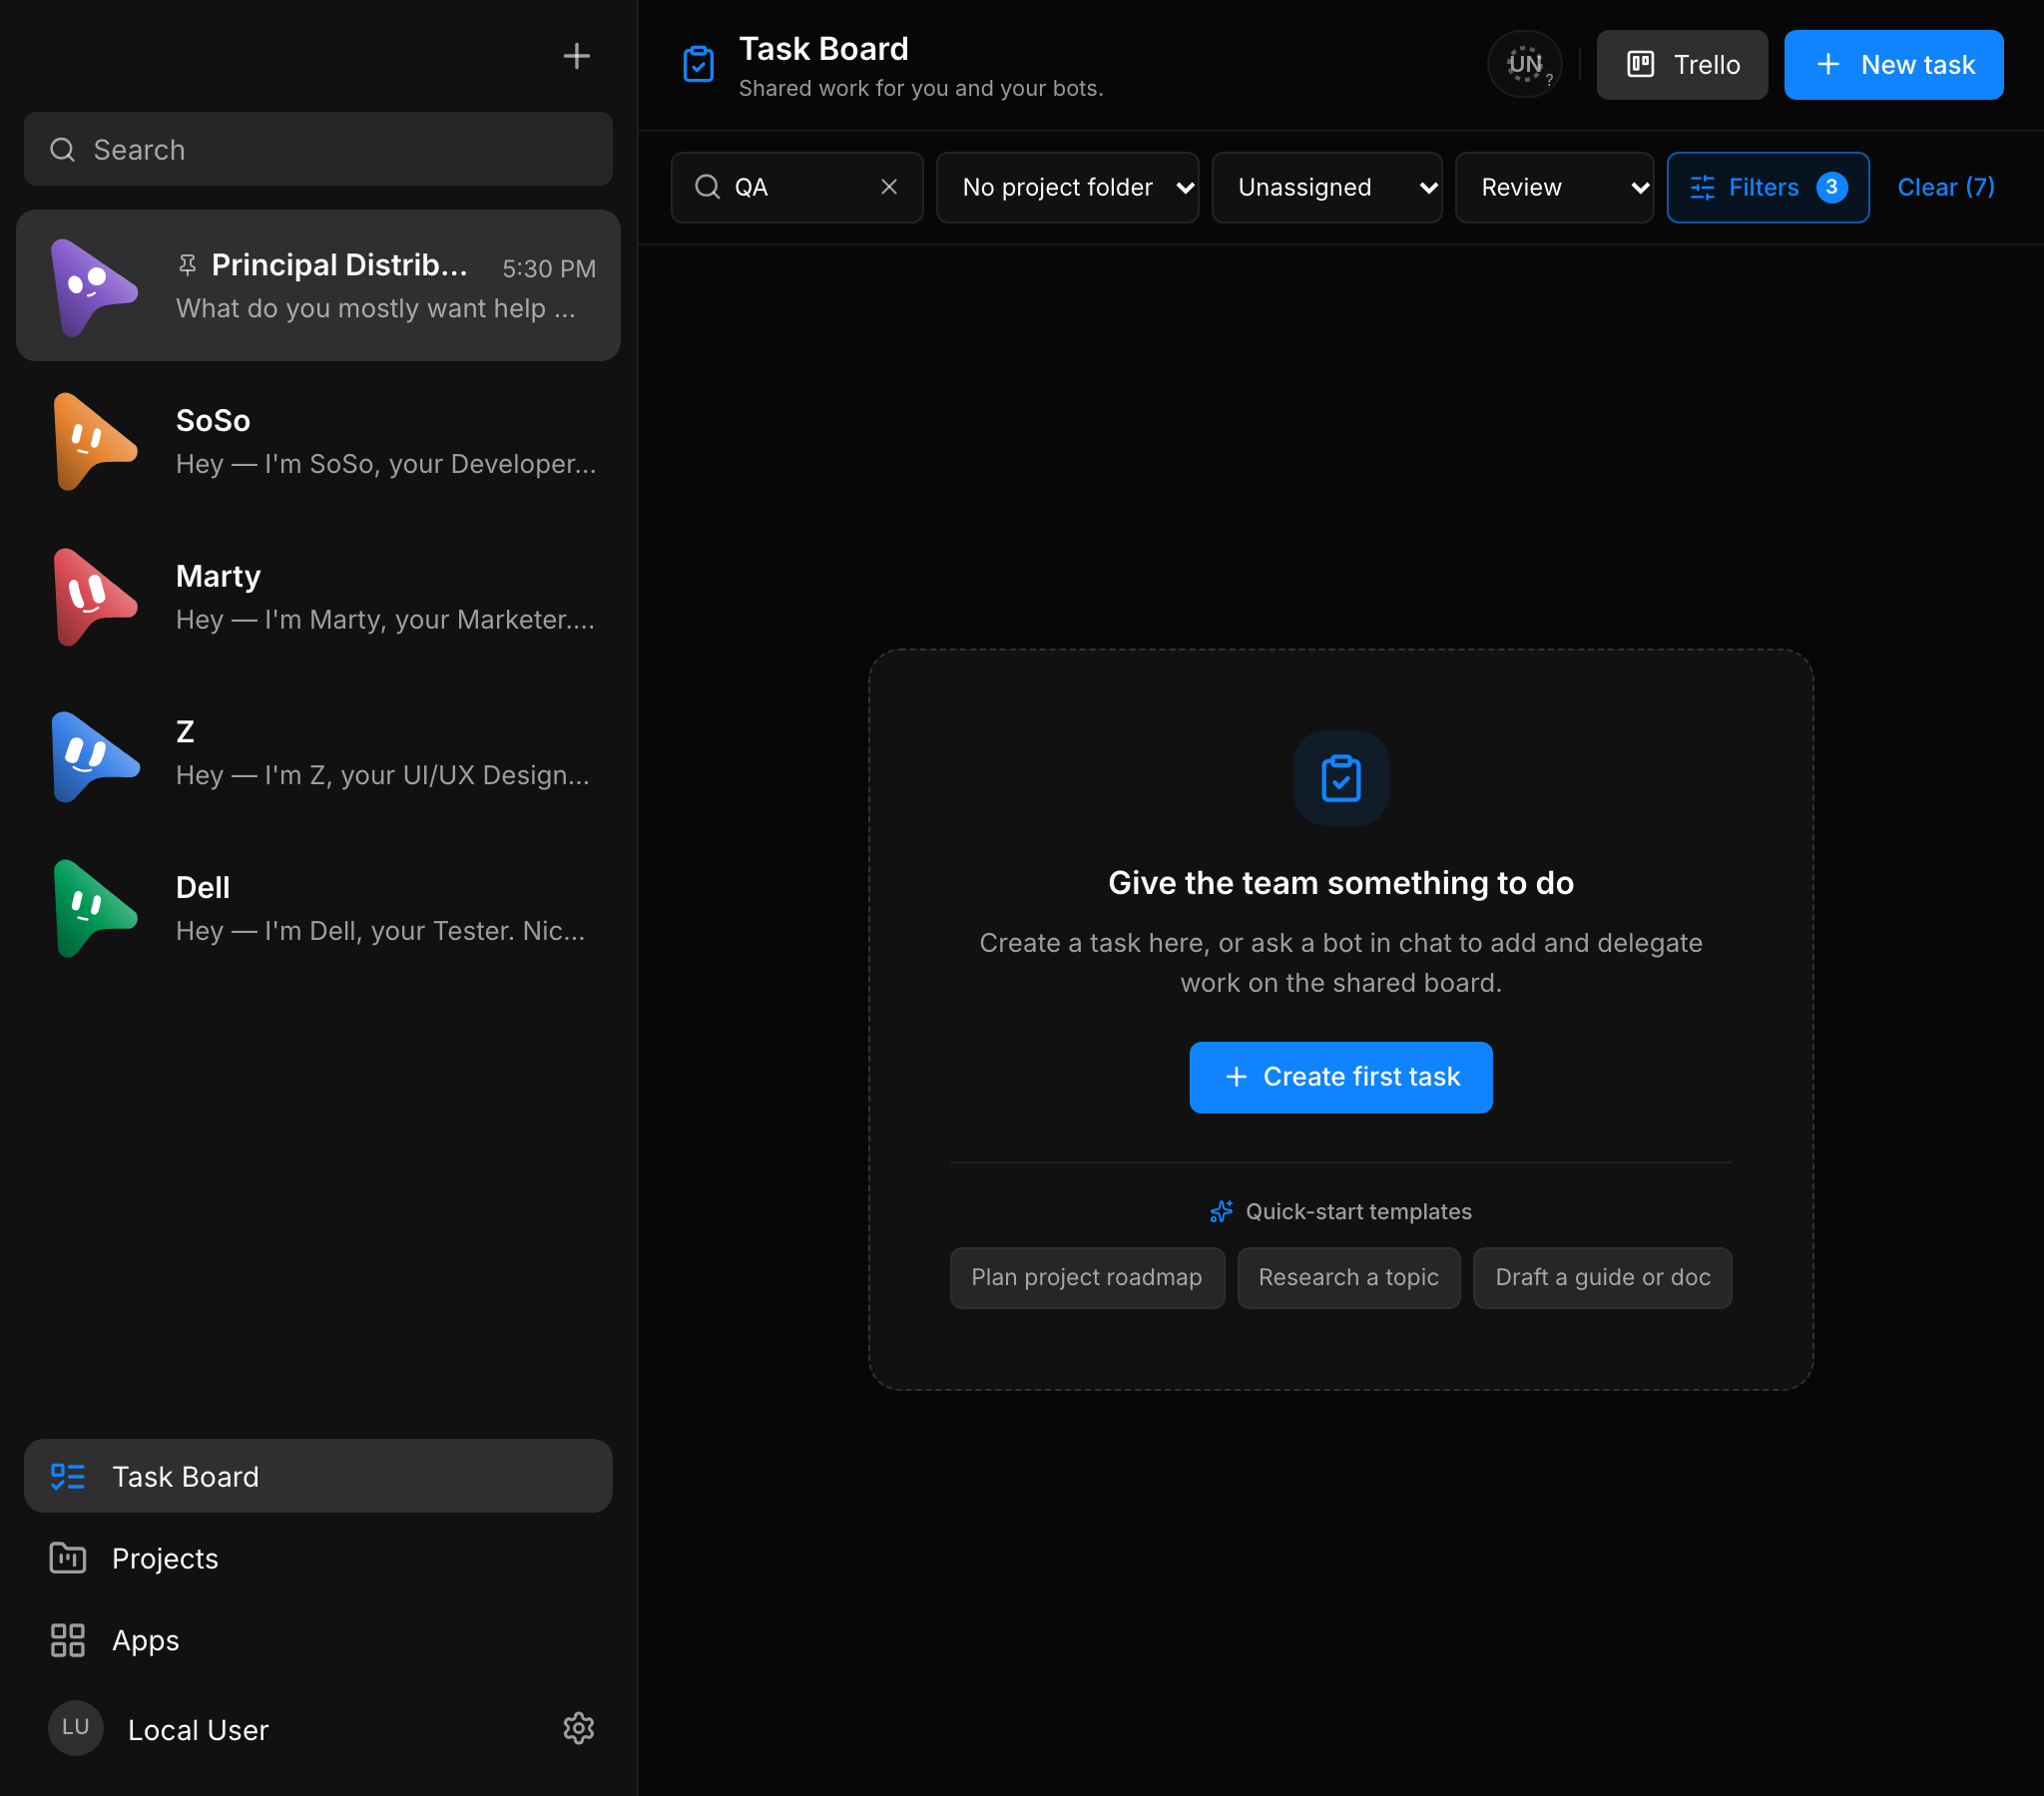 Search
Principal Distrib...
5:30 PM
What do you mostly want help ...
SoSo
Hey — I'm SoSo, your Developer...
Marty
Hey — I'm Marty, your Marketer....
Z
Hey — I'm Z, your UI/UX Design...
Dell
Hey — I'm Dell, your Tester. Nic...
Task Board
Projects
Apps
LU
Local User
Task Board
Shared work for you and your bots.
UN
?
Trello
New task
QA
No project folder
Unassigned
Review
Filters
3
Clear (7)
Give the team something to do
Create a task here, or ask a bot in chat to add and delegate
work on the shared board.
Create first task
Quick-start templates
Plan project roadmap
Research a topic
Draft a guide or doc